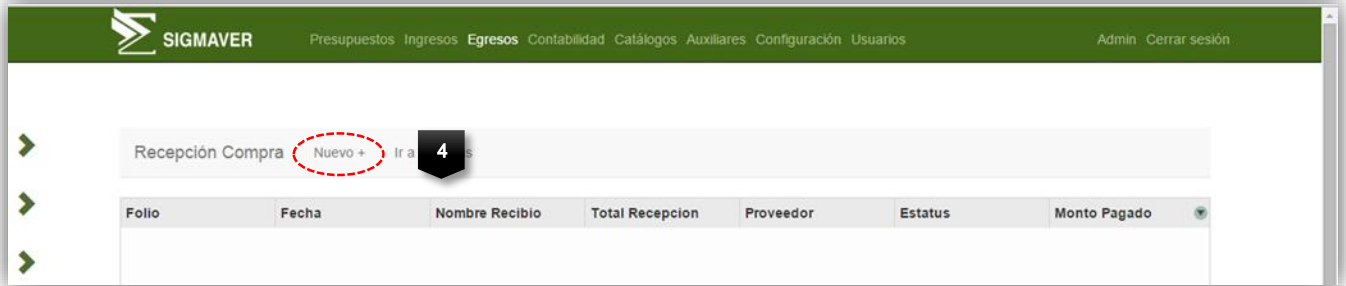 SIGMAVER Presupuestos Ingresos Egresos Contabilidad Catálogos Auxiliares Configuración Usuarios Admin Cerrar sesión
Recepción Compra Nuevo + Ir a 4
Folio Fecha Nombre Recibio Total Recepcion Proveedor Estatus Monto Pagado